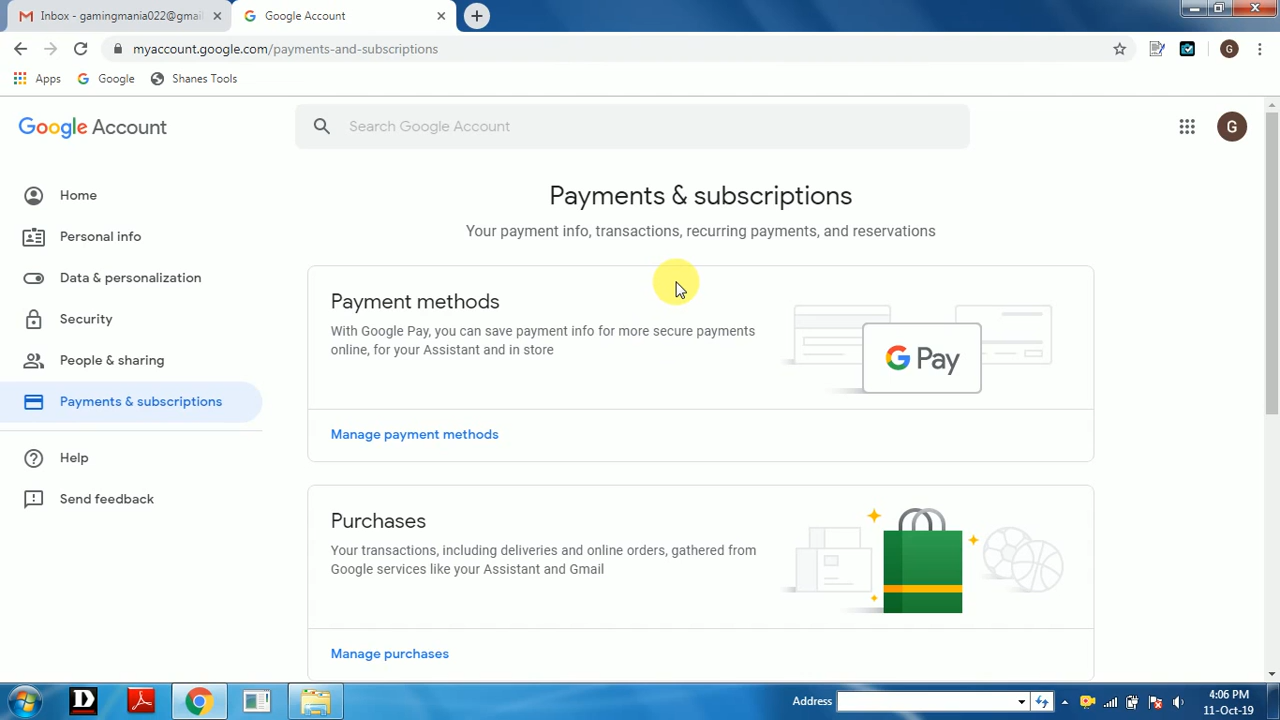 Inbox - gamingmania022@gmai
Google Account
myaccount.google.com/payments-and-subscriptions
G
Apps
Google
Shanes Tools
Google Account
Search Google Account
G
Home
Personal info
Data & personalization
Security
People & sharing
Payments & subscriptions
Help
Send feedback
Payments & subscriptions
Your payment info, transactions, recurring payments, and reservations
Payment methods
With Google Pay, you can save payment info for more secure payments
online, for your Assistant and in store
G Pay
Manage payment methods
Purchases
Your transactions, including deliveries and online orders, gathered from
Google services like your Assistant and Gmail
Manage purchases
D
Address
4:06 PM
11-Oct-19